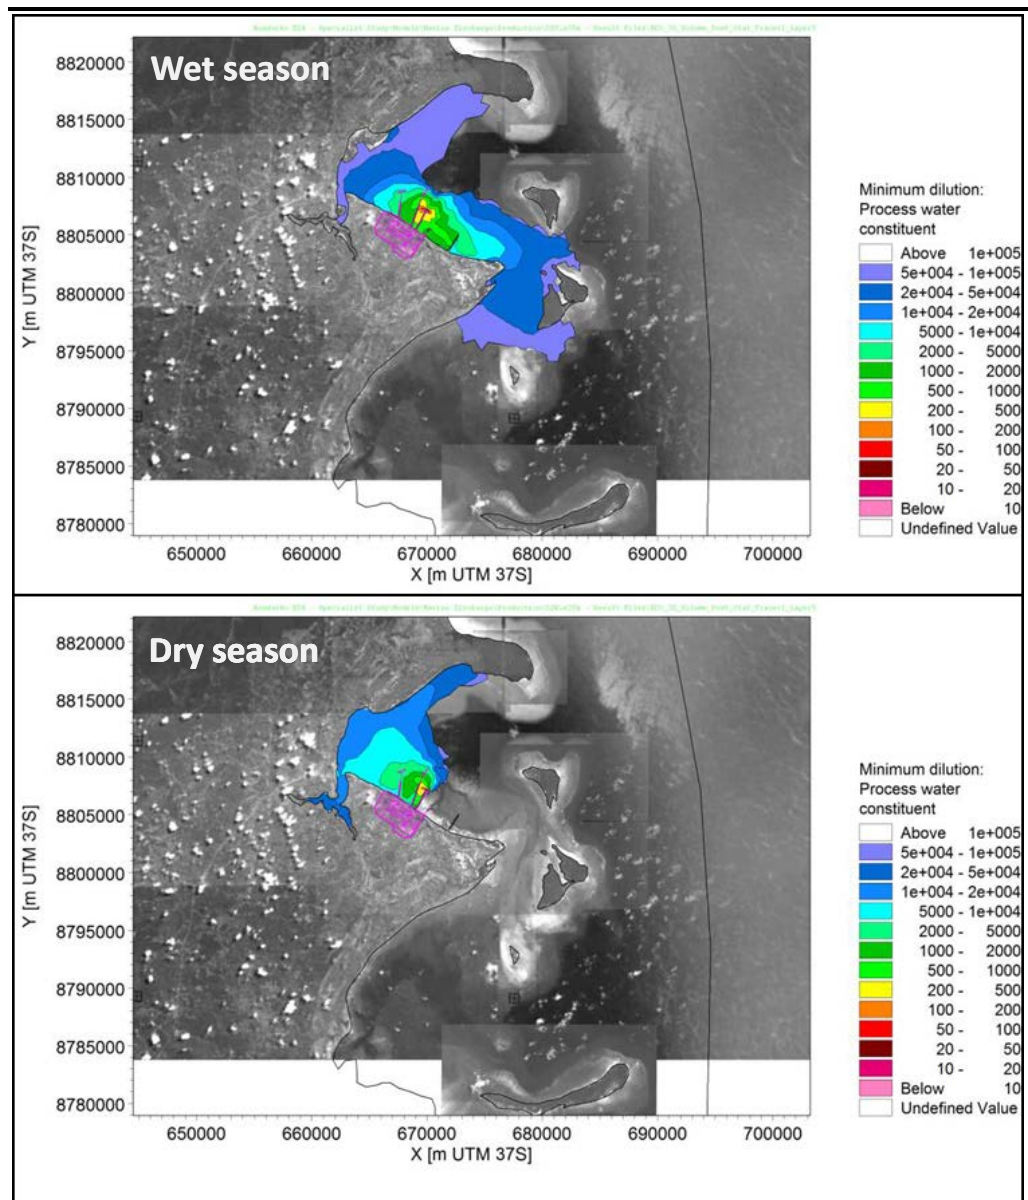 Wet season
8820000
8815000
8810000
8805000
8800000
8795000
8790000
8785000
8780000
Y [m UTM 37S]
650000 660000 670000 680000 690000 700000
X [m UTM 37S]
Minimum dilution:
Process water
constituent
Above 1e+005
5e+004 - 1e+005
2e+004 - 5e+004
1e+004 - 2e+004
5000 - 1e+004
2000 - 5000
1000 - 2000
500 - 1000
200 - 500
100 - 200
50 - 100
20 - 50
10 - 20
Below 10
Undefined Value
Dry season
8820000
8815000
8810000
8805000
8800000
8795000
8790000
8785000
8780000
Y [m UTM 37S]
650000 660000 670000 680000 690000 700000
X [m UTM 37S]
Minimum dilution:
Process water
constituent
Above 1e+005
5e+004 - 1e+005
2e+004 - 5e+004
1e+004 - 2e+004
5000 - 1e+004
2000 - 5000
1000 - 2000
500 - 1000
200 - 500
100 - 200
50 - 100
20 - 50
10 - 20
Below 10
Undefined Value